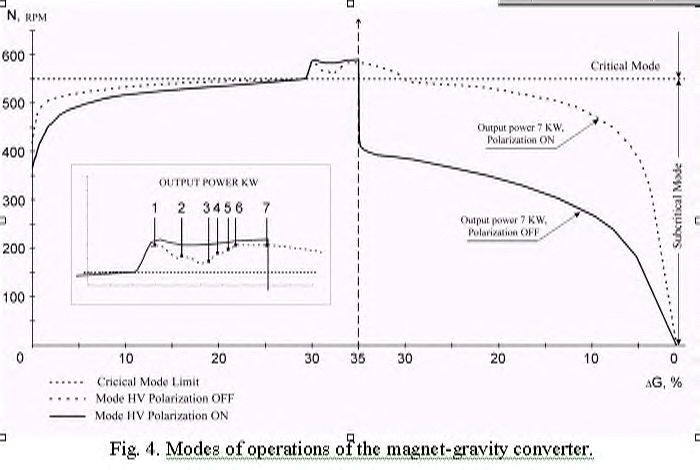 N, RPM
600
500
400
300
200
100
0
Critical Mode
Output power 7 KW,
Polarization ON
Output power 7 KW,
Polarization OFF
Subcritical Mode
OUTPUT POWER KW
1 2 3 4 5 6 7
10 20 30 35 30 20 10 0
ΔG, %
Cricical Mode Limit
Mode HV Polarization OFF
Mode HV Polarization ON
Fig. 4. Modes of operations of the magnet-gravity converter.